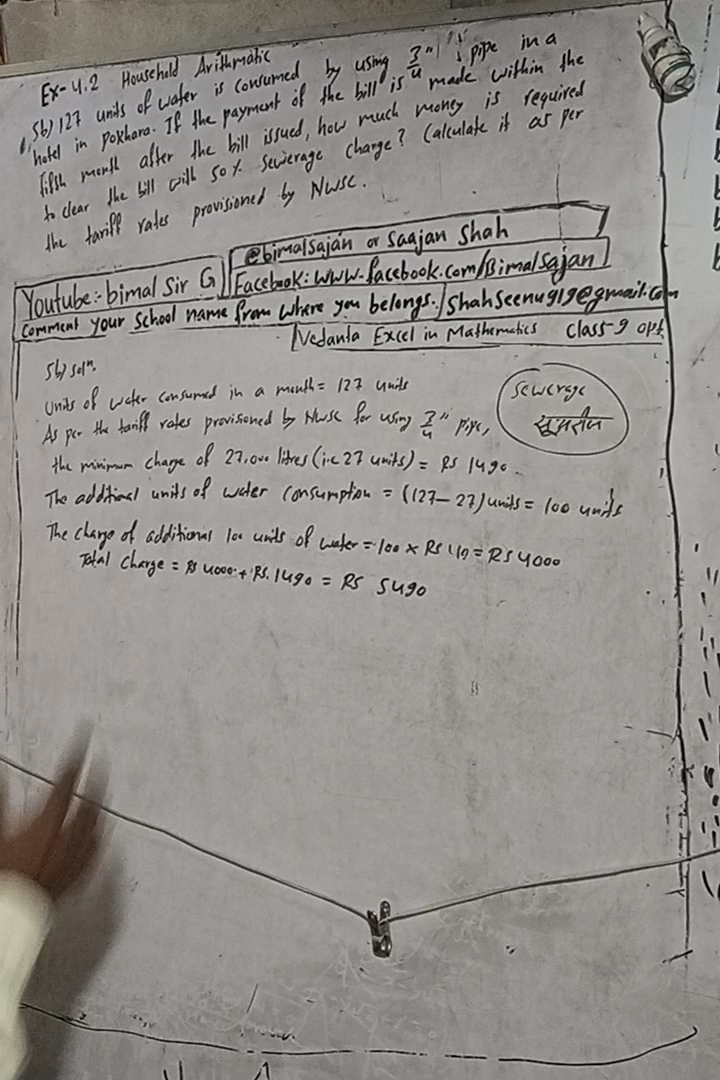 Ex-4.2 Household Arithmatic
5b) 127 units of water is consumed by using 3/4" pipe in a
hotel in pokhara. If the payment of the bill is made within the
fifth month after the bill issued, how much money is required
to clear the bill with 50% sewerage charge? Calculate it as per
the tariff rates provisioned by NWSC.
@bimalsajan or Saajan Shah
Youtube:- bimal Sir G
Facebook: www.facebook.com/Bimalsajan
Comment your School name from where you belongs. Shahseenu919@gmail.com
Vedanta Excel in Mathematics Class-9 opt
5b) Soln.
Units of water consumed in a month = 127 units
Sewerage
As per the tariff rates provisioned by NWSC for using 3/4" pipe,
the minimum charge of 27,000 litres (i.e 27 units) = RS 1490.
The additional units of water consumption = (127-27) units = 100 units
The charge of additional 100 units of water = 100 × RS 40 = RS 4000
Total charge = RS 4000 + RS. 1490 = RS 5490